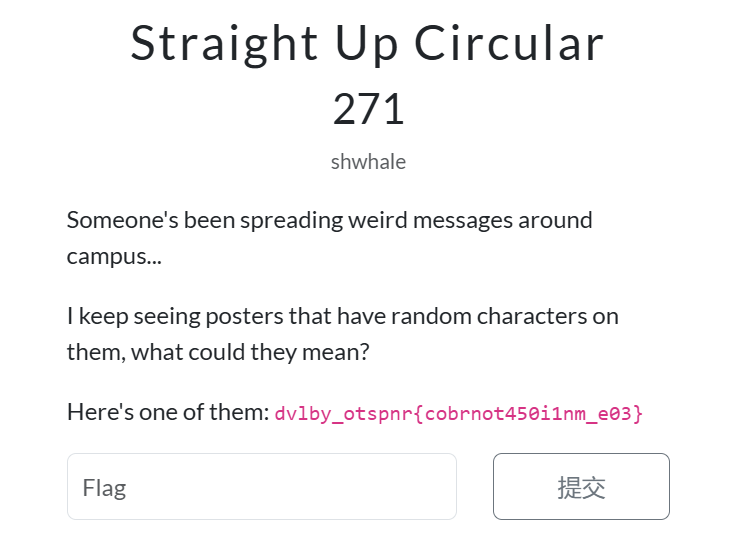 Straight Up Circular
271
shwhale
Someone's been spreading weird messages around
campus...
I keep seeing posters that have random characters on
them, what could they mean?
Here's one of them: dvlby_otspnr{cobrnot450i1nm_e03}
Flag
提交